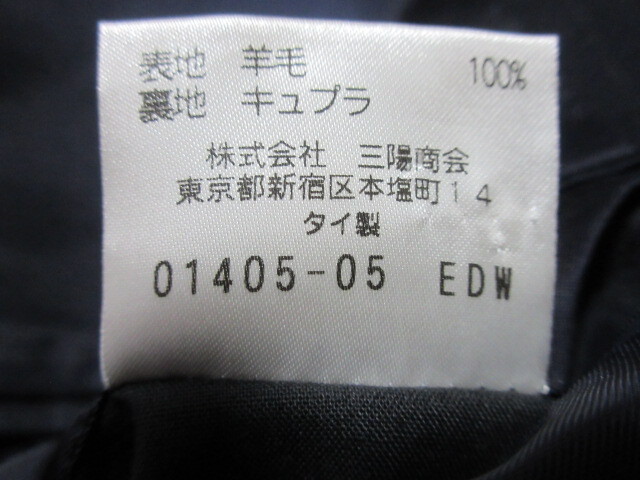 表地 羊毛 100%
裏地 キュプラ
株式会社 三陽商会
東京都新宿区本塩町14
タイ製
01405-05 EDW